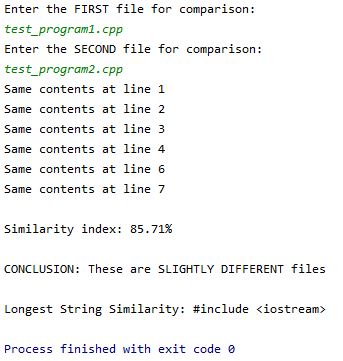 Enter the FIRST file for comparison:
test_program1.cpp
Enter the SECOND file for comparison:
test_program2.cpp
Same contents at line 1
Same contents at line 2
Same contents at line 3
Same contents at line 4
Same contents at line 6
Same contents at line 7
Similarity index: 85.71%
CONCLUSION: These are SLIGHTLY DIFFERENT files
Longest String Similarity: #include <iostream>
Process finished with exit code 0